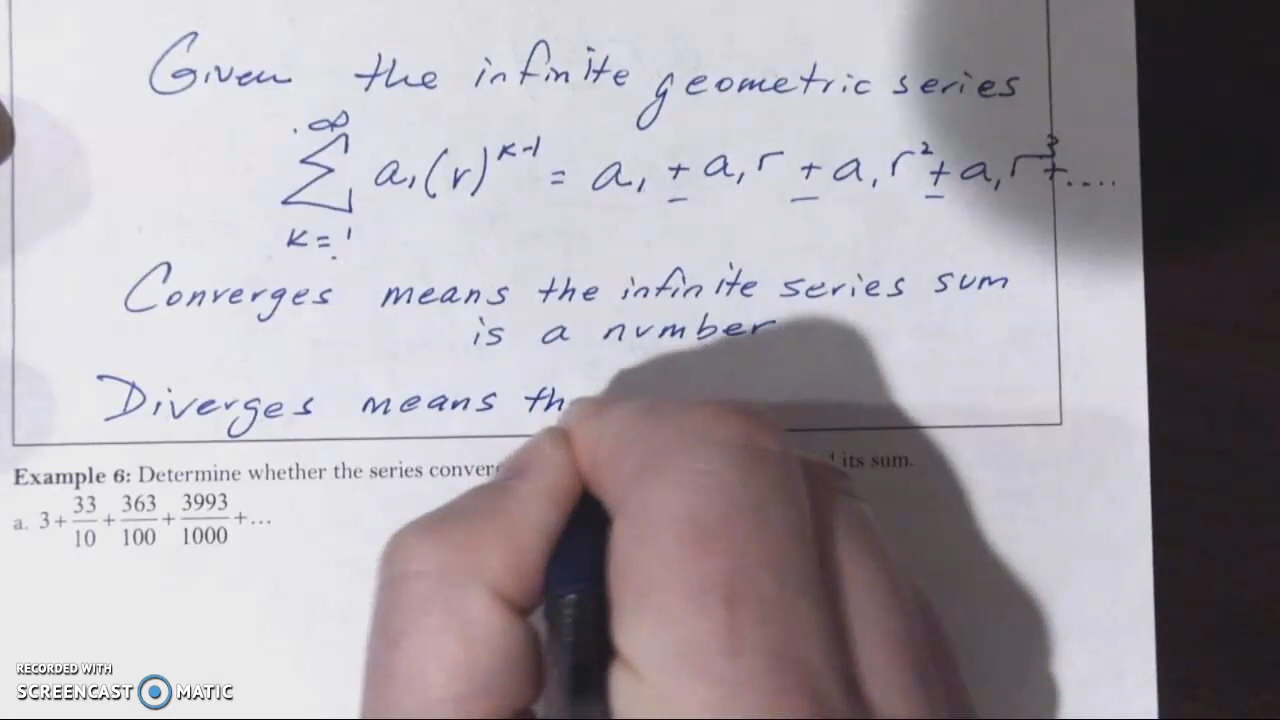 Given the infinite geometric series
∞
∑ a₁(r)^(K-1) = a₁ ± a₁r ± a₁r² ± a₁r³ + ....
K=1
Converges means the infinite series sum
is a number
Diverges means th
Example 6: Determine whether the series converg its sum.
a. 3 + 33/10 + 363/100 + 3993/1000 + ...
RECORDED WITH
SCREENCAST MATIC